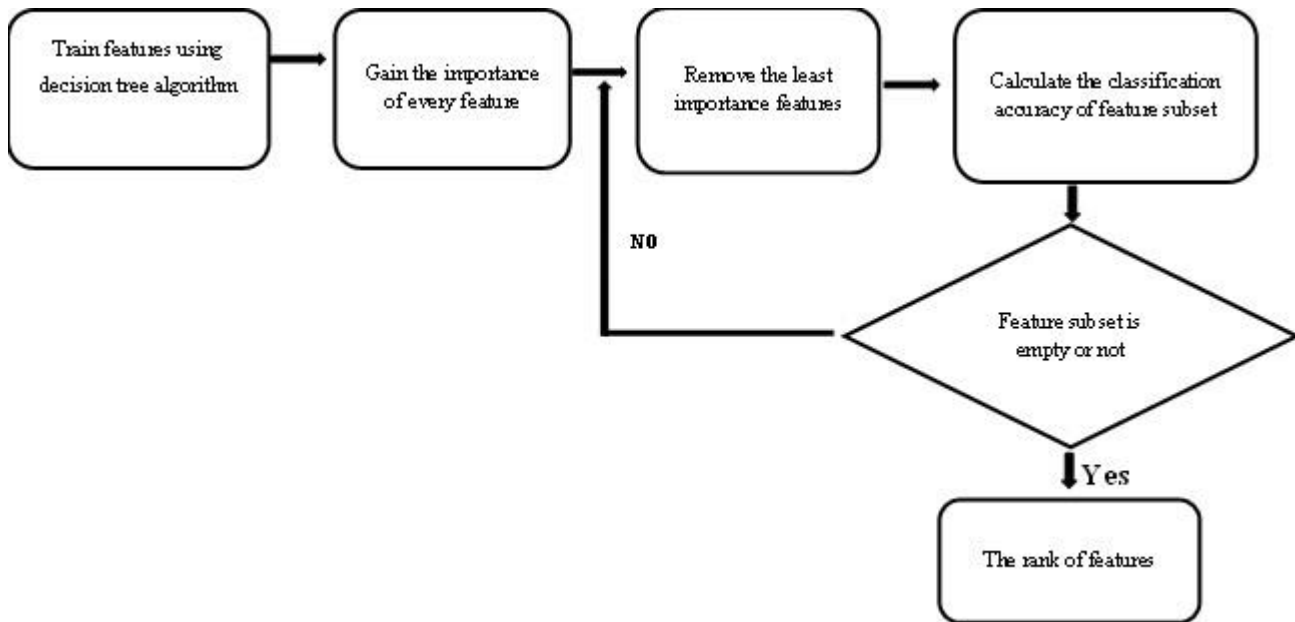 Train features using
decision tree algorithm
Gain the importance
of every feature
Remove the least
importance features
Calculate the classification
accuracy of feature subset
N0
Feature subset is
empty or not
Yes
The rank of features